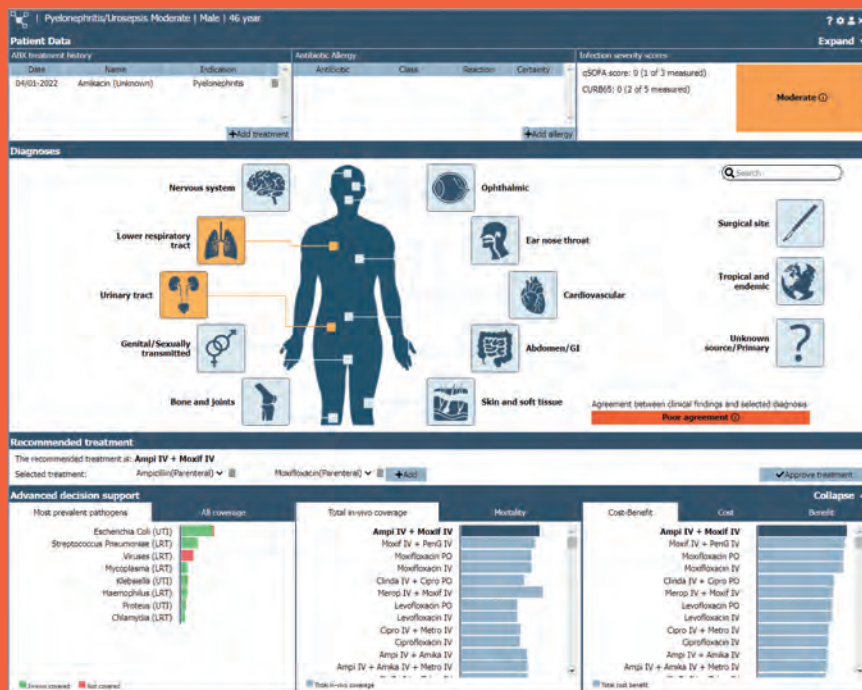 Pyelonephritis/Urosepsis Moderate | Male | 46 year
Patient Data
Expand
ABX treatment history
Date Name Indication
04/01-2022 Amikacin (Unknown) Pyelonephritis
+Add treatment
Antibiotic Allergy
Antibiotic Class Reaction Certainty
+Add allergy
Infection severity scores
qSOFA score: 0 (1 of 3 measured)
CURB65: 0 (2 of 5 measured)
Moderate
Diagnoses
Search
Nervous system
Ophthalmic
Lower respiratory
tract
Ear nose throat
Surgical site
Urinary tract
Cardiovascular
Tropical and
endemic
Genital/Sexually
transmitted
Abdomen/GI
Unknown
source/Primary
Bone and joints
Skin and soft tissue
Agreement between clinical findings and selected diagnosis
Poor agreement
Recommended treatment
The recommended treatment is: Ampi IV + Moxif IV
Selected treatment: Ampicillin(Parenteral) Moxifloxacin(Parenteral) +Add
Approve treatment
Advanced decision support
Collapse
Most prevalent pathogens All coverage
Escherichia Coli (UTI)
Streptococcus Pneumoniae (LRT)
Viruses (LRT)
Mycoplasma (LRT)
Klebsiella (UTI)
Haemophilus (LRT)
Proteus (UTI)
Chlamydia (LRT)
In-vivo covered Not covered
Total in-vivo coverage Mortality
Ampi IV + Moxif IV
Moxif IV + PenG IV
Moxifloxacin PO
Moxifloxacin IV
Clinda IV + Cipro PO
Merop IV + Moxif IV
Levofloxacin PO
Levofloxacin IV
Cipro IV + Metro IV
Ciprofloxacin IV
Ampi IV + Amika IV
Ampi IV + Amika IV + Metro IV
Total in-vivo coverage
Cost-Benefit Cost Benefit
Ampi IV + Moxif IV
Moxif IV + PenG IV
Moxifloxacin PO
Moxifloxacin IV
Clinda IV + Cipro PO
Merop IV + Moxif IV
Levofloxacin PO
Levofloxacin IV
Cipro IV + Metro IV
Ciprofloxacin IV
Ampi IV + Amika IV
Ampi IV + Amika IV + Metro IV
Total cost benefit